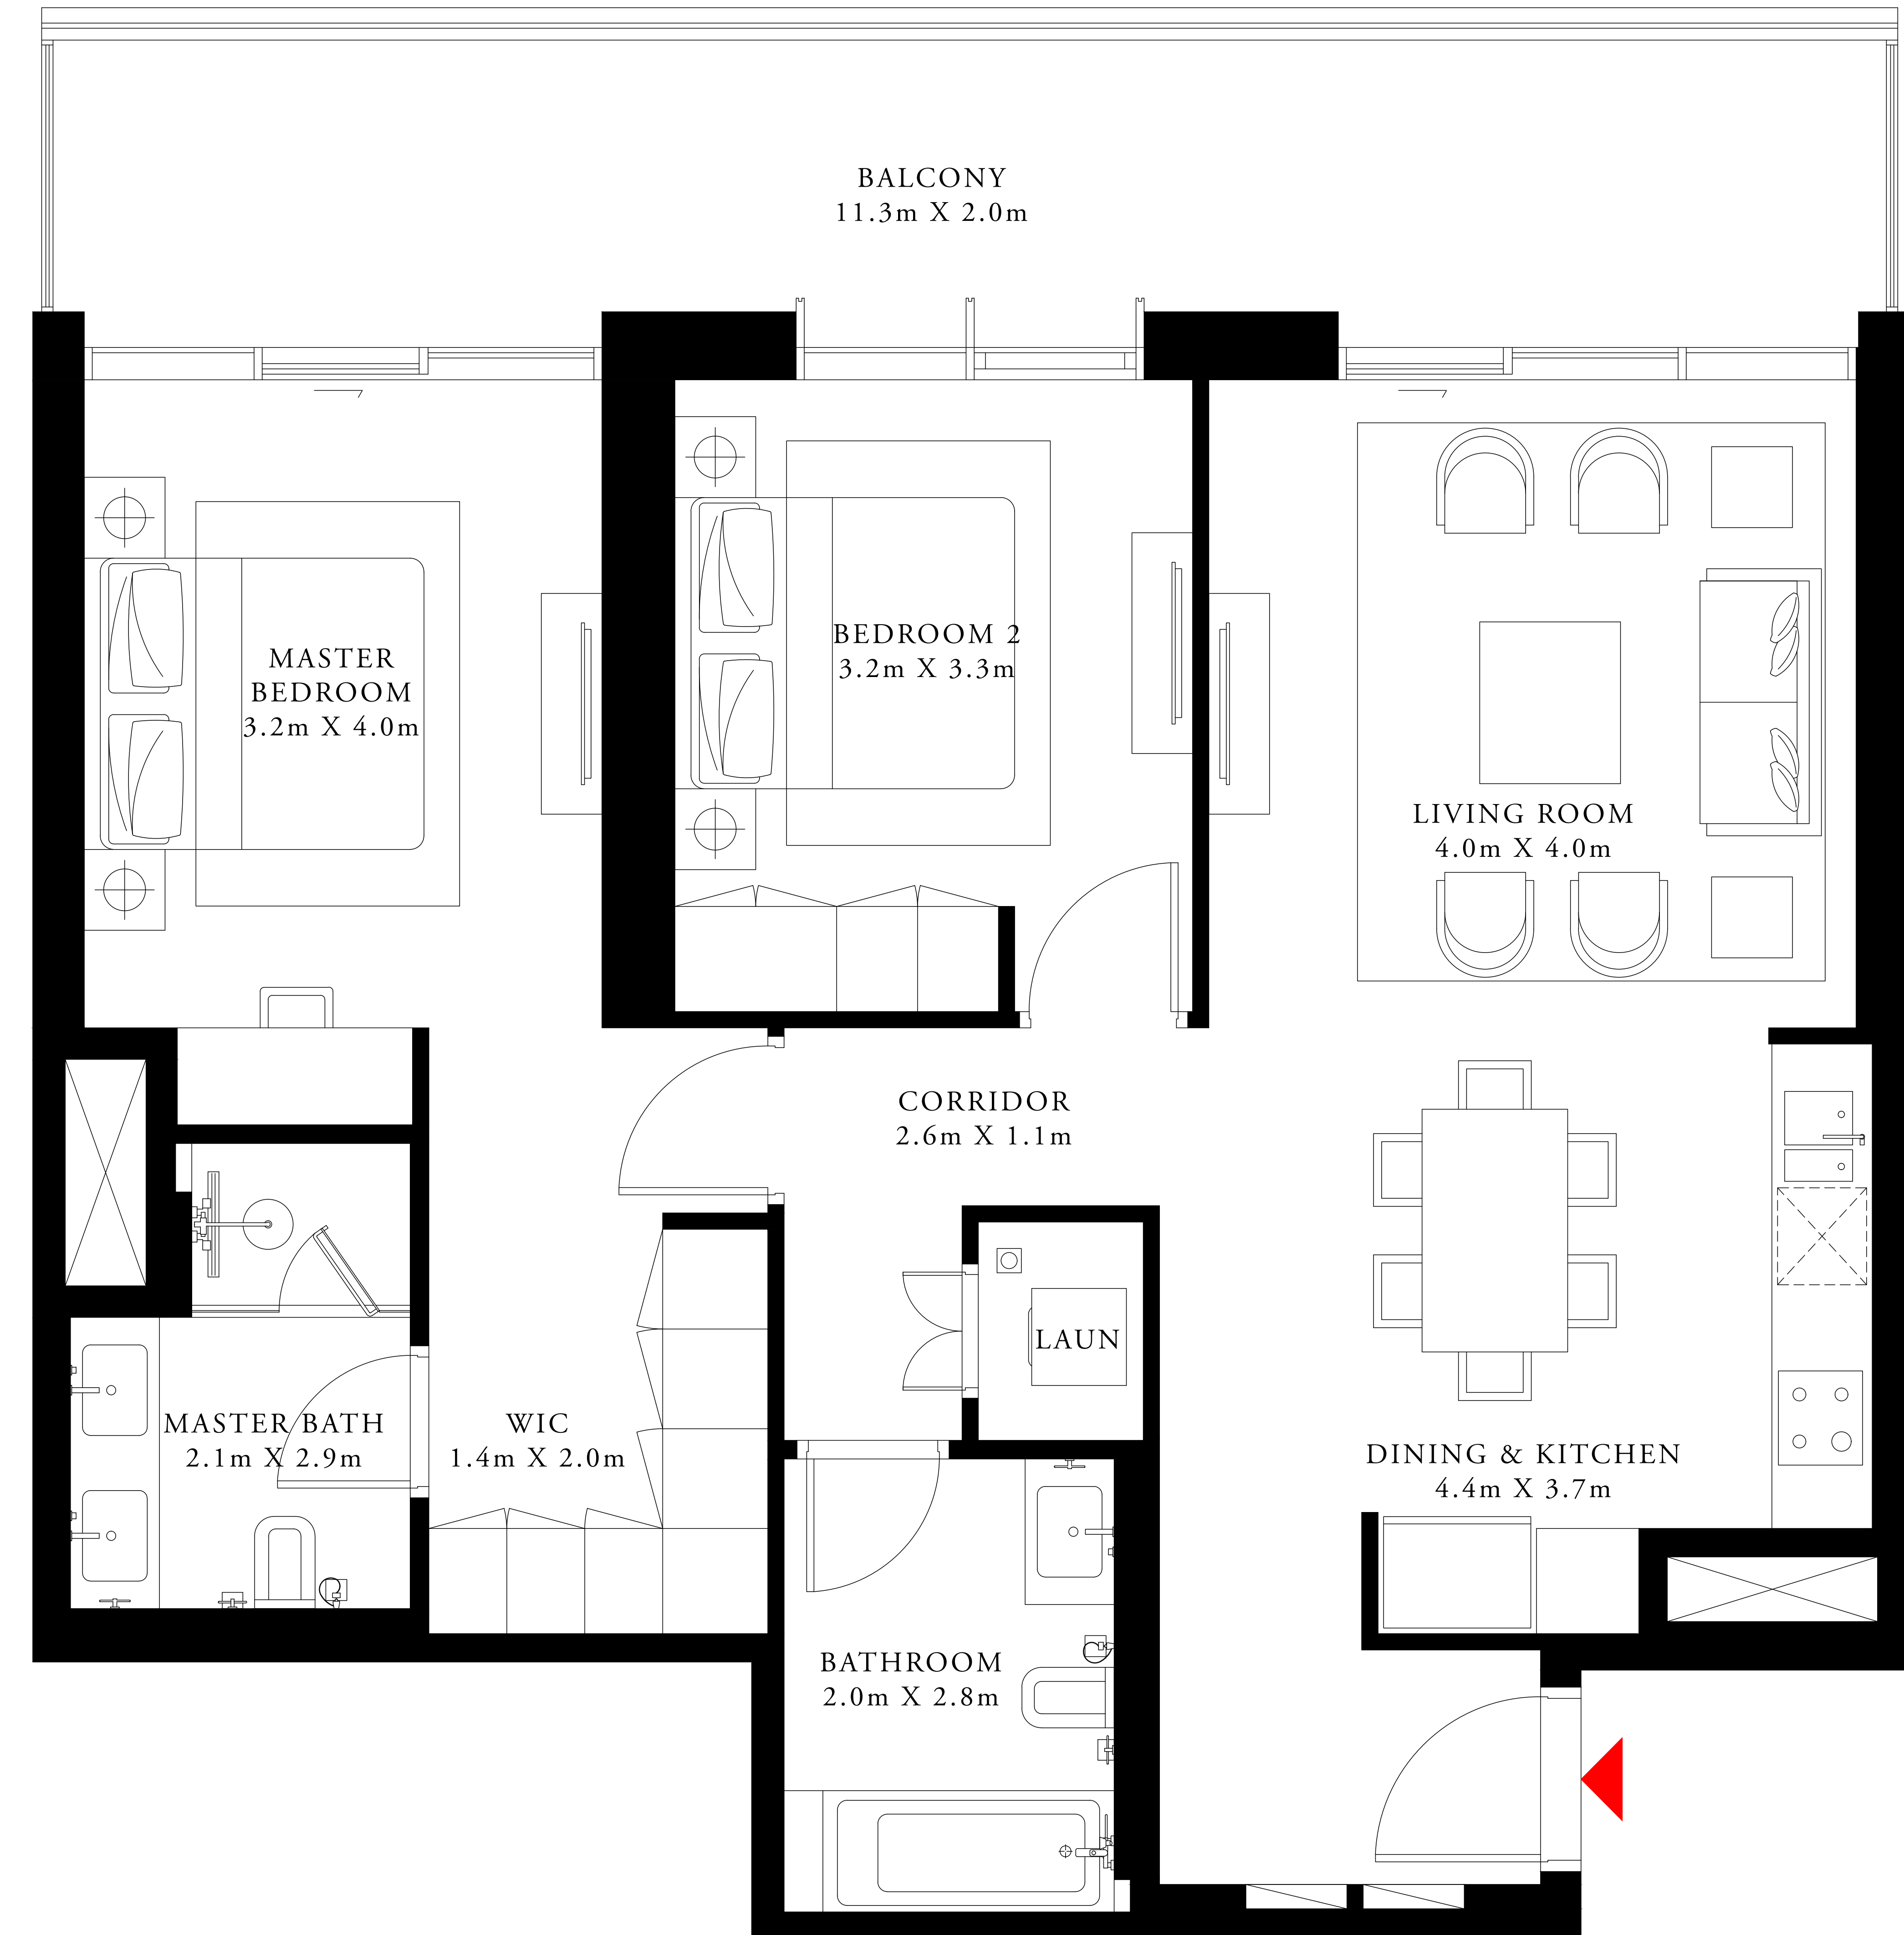 BALCONY
11.3m X 2.0m
MASTER
BEDROOM
3.2m X 4.0m
BEDROOM 2
3.2m X 3.3m
LIVING ROOM
4.0m X 4.0m
CORRIDOR
2.6m X 1.1m
LAUN
MASTER BATH
2.1m X 2.9m
WIC
1.4m X 2.0m
DINING & KITCHEN
4.4m X 3.7m
BATHROOM
2.0m X 2.8m